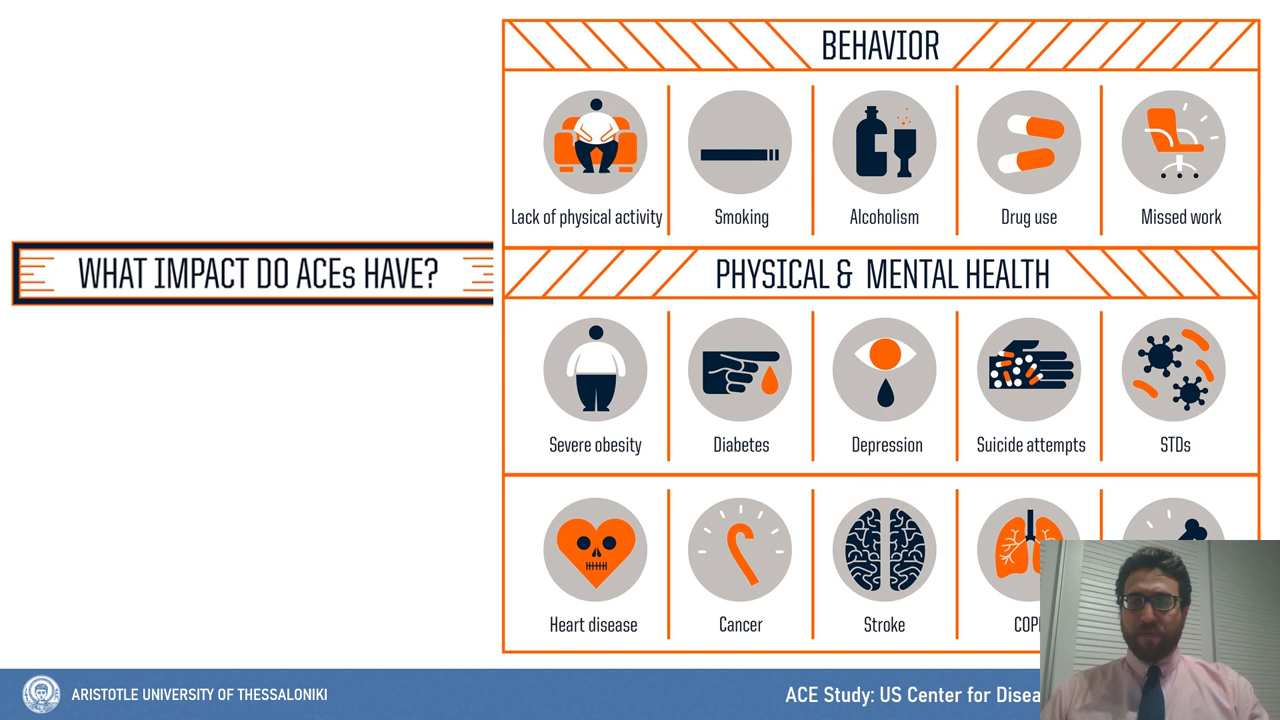 BEHAVIOR
Lack of physical activity
Smoking
Alcoholism
Drug use
Missed work
WHAT IMPACT DO ACEs HAVE?
PHYSICAL & MENTAL HEALTH
Severe obesity
Diabetes
Depression
Suicide attempts
STDs
Heart disease
Cancer
Stroke
ARISTOTLE UNIVERSITY OF THESSALONIKI
ACE Study: US Center for